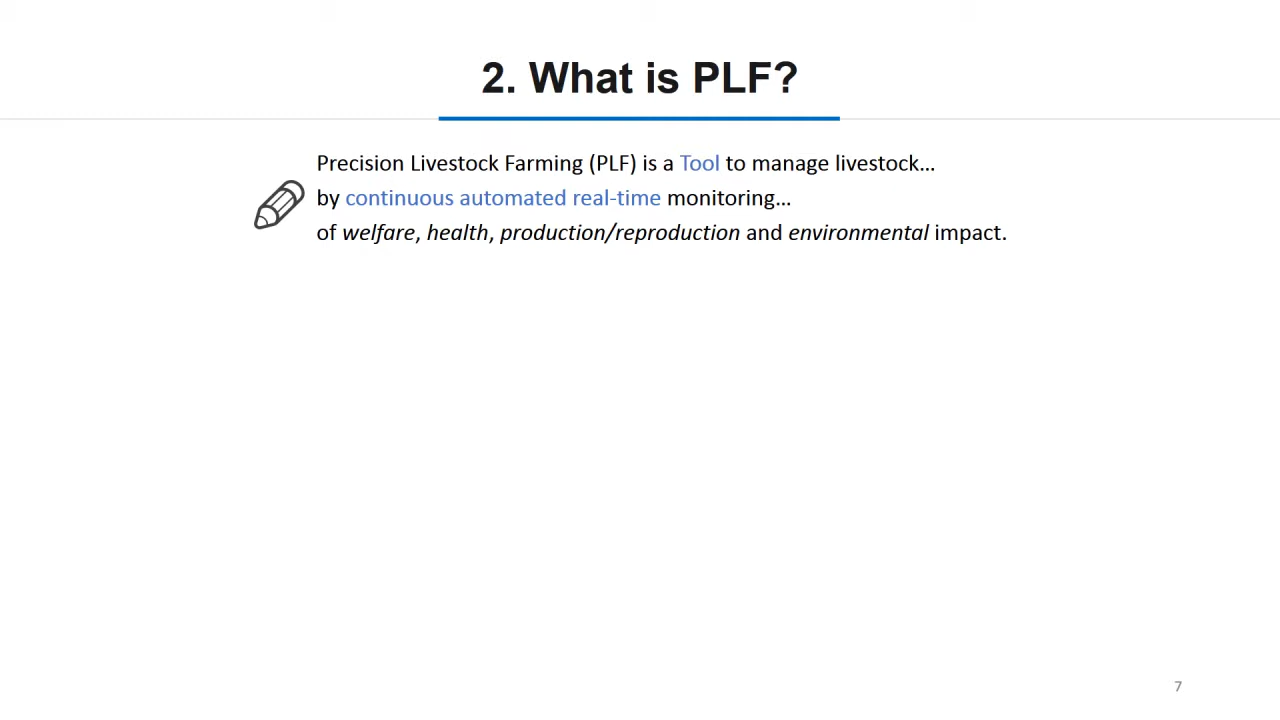 2. What is PLF?
Precision Livestock Farming (PLF) is a Tool to manage livestock…
by continuous automated real-time monitoring…
of welfare, health, production/reproduction and environmental impact.
7